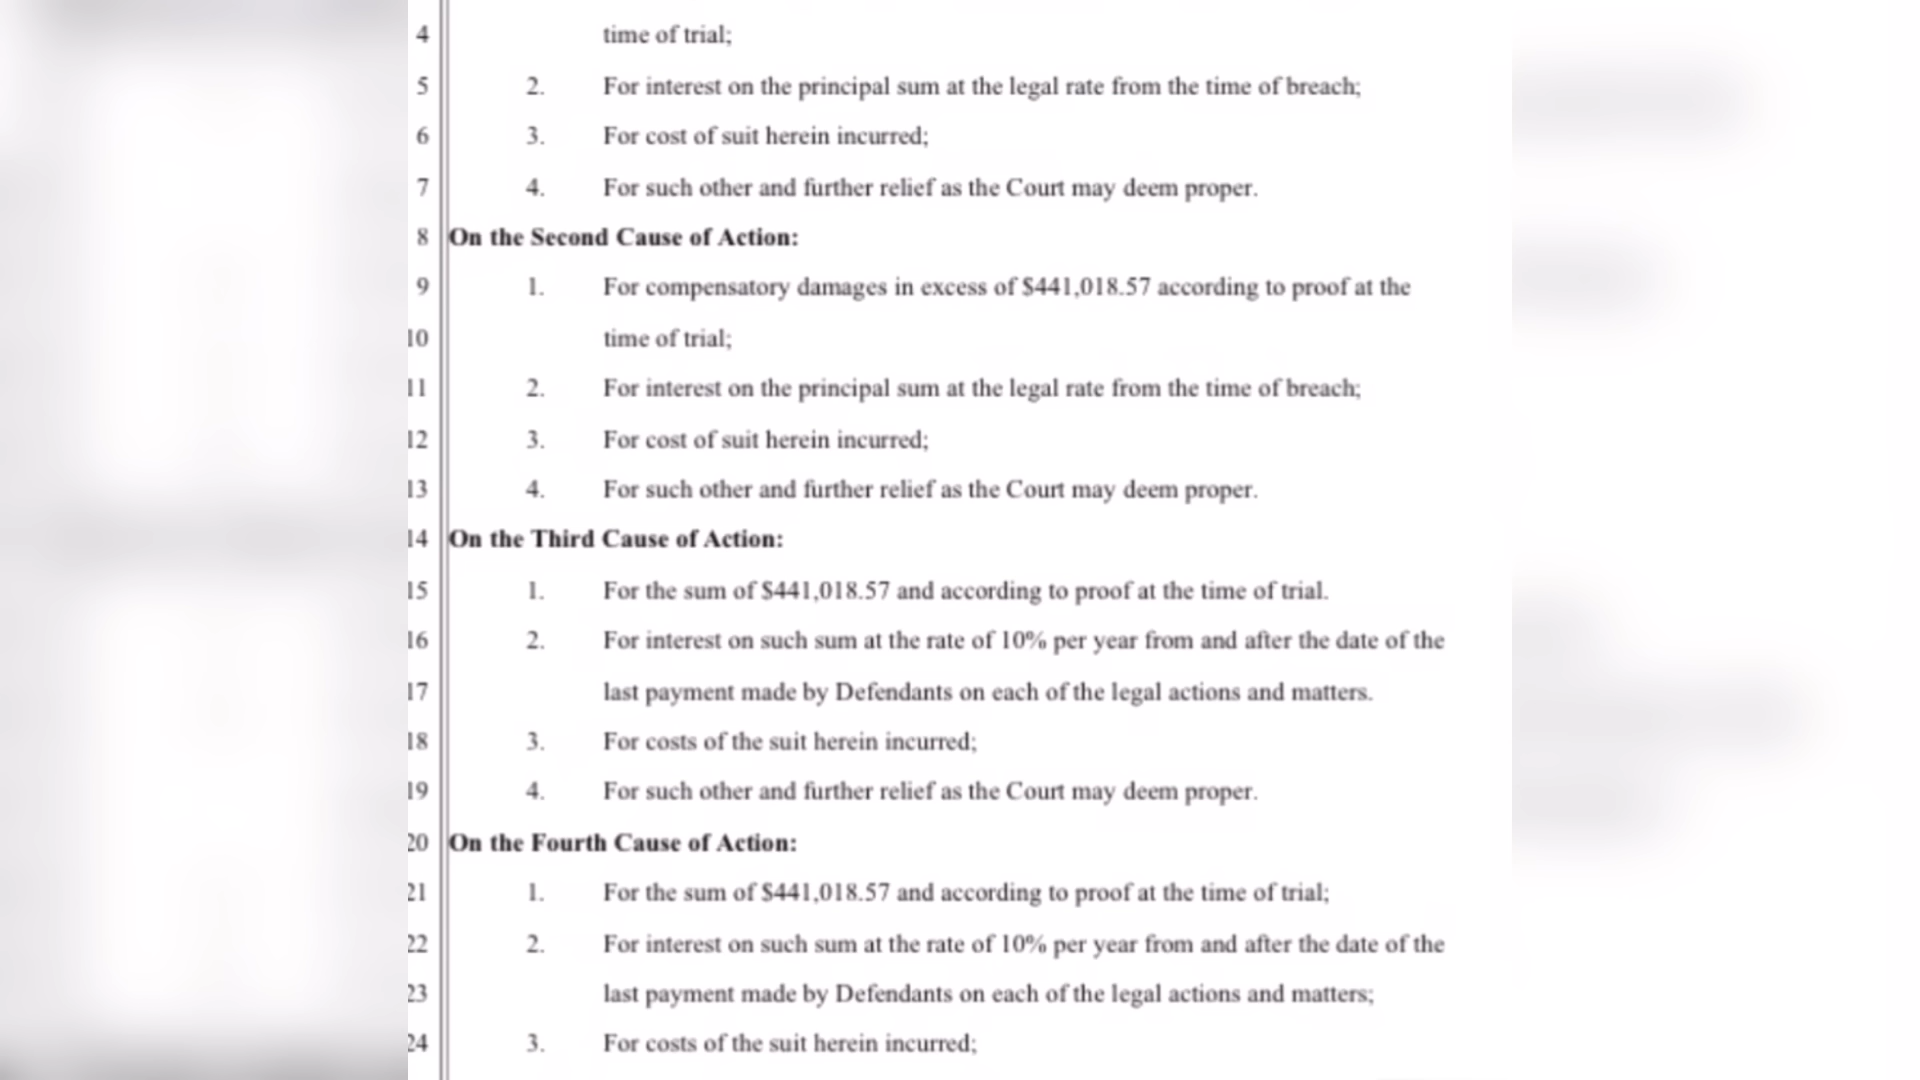 4 time of trial;
5 2. For interest on the principal sum at the legal rate from the time of breach;
6 3. For cost of suit herein incurred;
7 4. For such other and further relief as the Court may deem proper.
8 On the Second Cause of Action:
9 1. For compensatory damages in excess of $441,018.57 according to proof at the
10 time of trial;
11 2. For interest on the principal sum at the legal rate from the time of breach;
12 3. For cost of suit herein incurred;
13 4. For such other and further relief as the Court may deem proper.
14 On the Third Cause of Action:
15 1. For the sum of $441,018.57 and according to proof at the time of trial.
16 2. For interest on such sum at the rate of 10% per year from and after the date of the
17 last payment made by Defendants on each of the legal actions and matters.
18 3. For costs of the suit herein incurred;
19 4. For such other and further relief as the Court may deem proper.
20 On the Fourth Cause of Action:
21 1. For the sum of $441,018.57 and according to proof at the time of trial;
22 2. For interest on such sum at the rate of 10% per year from and after the date of the
23 last payment made by Defendants on each of the legal actions and matters;
24 3. For costs of the suit herein incurred;